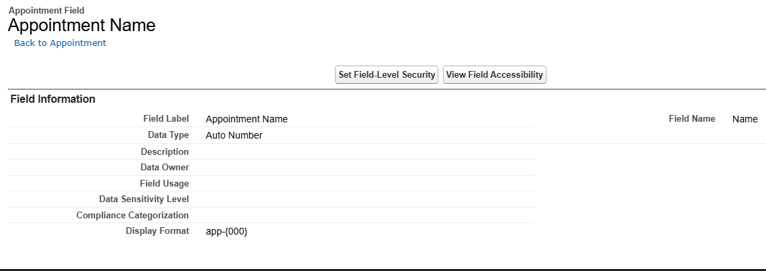 Appointment Field
Appointment Name
Back to Appointment
Set Field-Level Security View Field Accessibility
Field Information
Field Label Appointment Name Field Name Name
Data Type Auto Number
Description
Data Owner
Field Usage
Data Sensitivity Level
Compliance Categorization
Display Format app-{000}